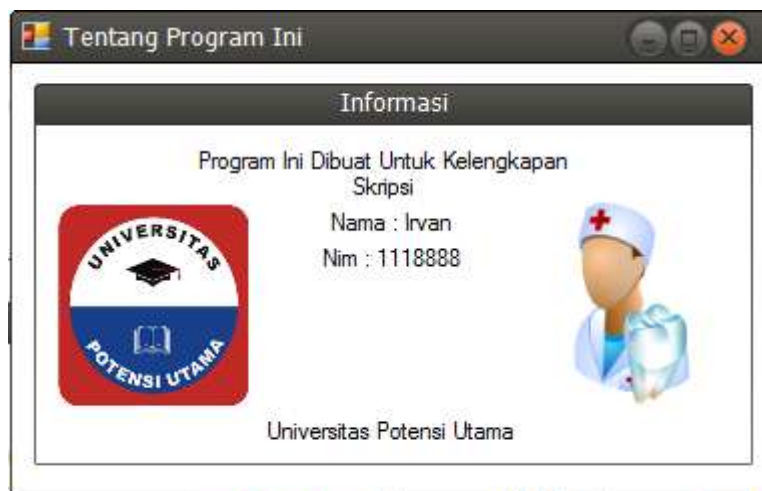 Tentang Program Ini
Informasi
Program Ini Dibuat Untuk Kelengkapan
Skripsi
Nama : Irvan
Nim : 1118888
UNIVERSITAS
POTENSI UTAMA
Universitas Potensi Utama